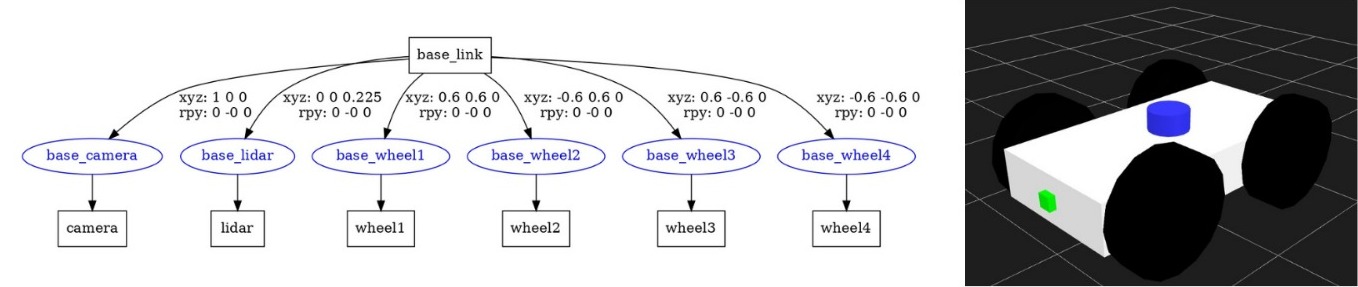 base_link
xyz: 1 0 0
rpy: 0 -0 0
xyz: 0 0 0.225
rpy: 0 -0 0
xyz: 0.6 0.6 0
rpy: 0 -0 0
xyz: -0.6 0.6 0
rpy: 0 -0 0
xyz: 0.6 -0.6 0
rpy: 0 -0 0
xyz: -0.6 -0.6 0
rpy: 0 -0 0
base_camera
base_lidar
base_wheel1
base_wheel2
base_wheel3
base_wheel4
camera
lidar
wheel1
wheel2
wheel3
wheel4